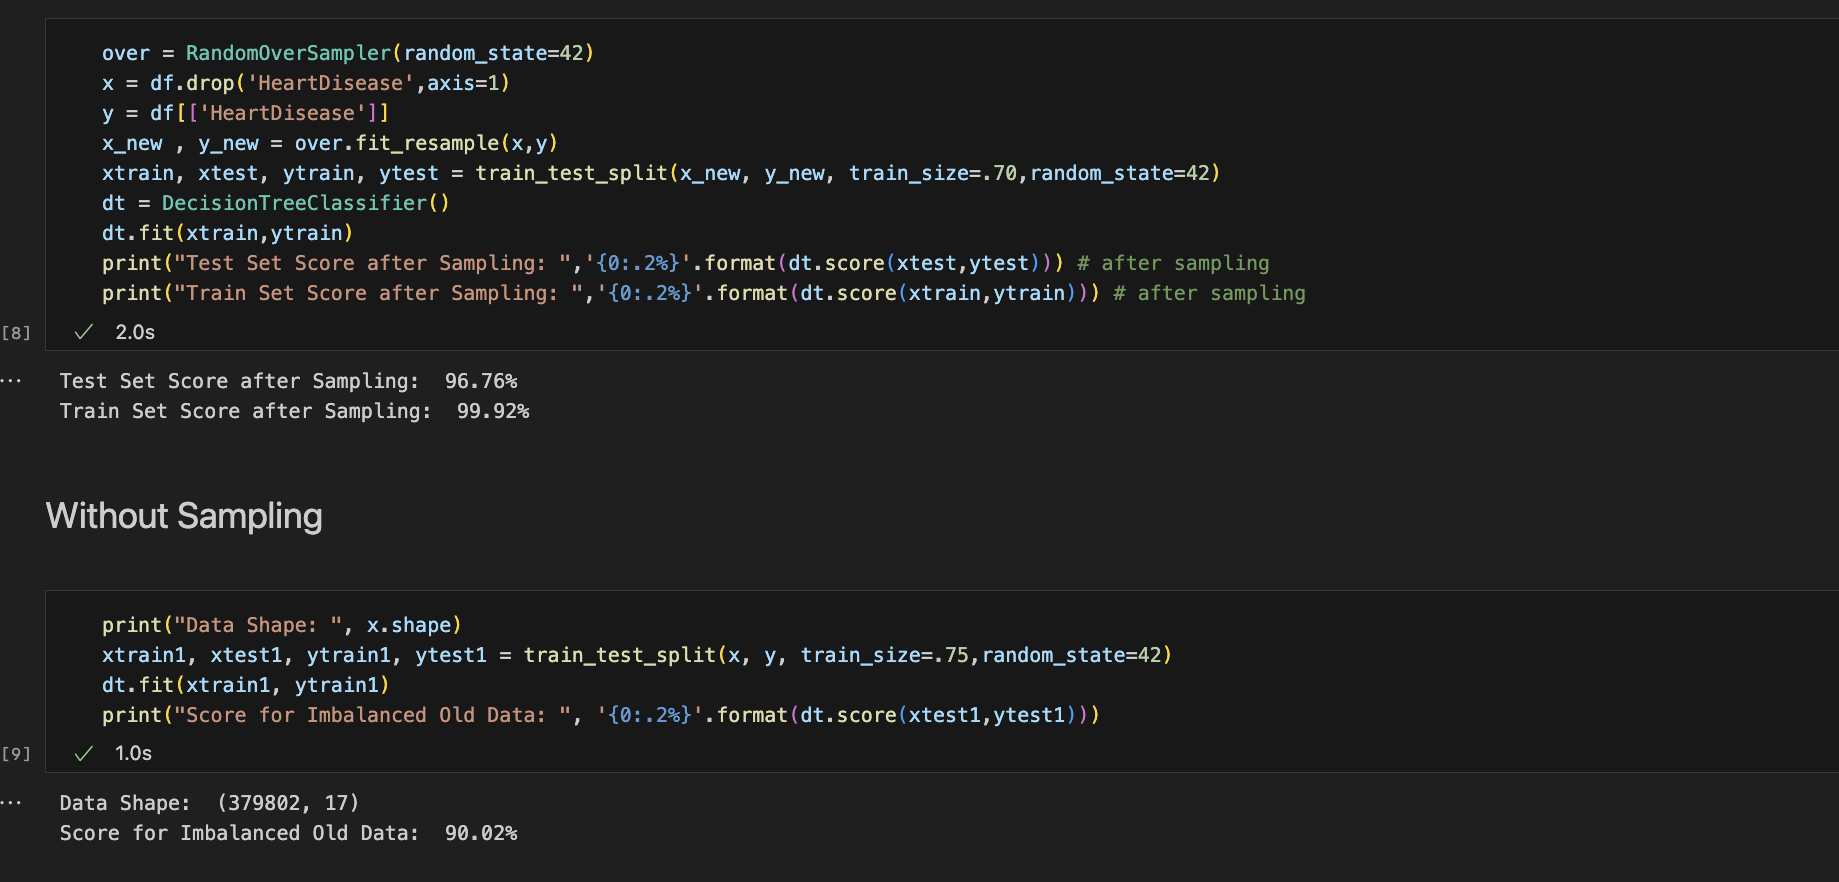 over = RandomOverSampler(random_state=42)
x = df.drop('HeartDisease',axis=1)
y = df[['HeartDisease']]
x_new , y_new = over.fit_resample(x,y)
xtrain, xtest, ytrain, ytest = train_test_split(x_new, y_new, train_size=.70,random_state=42)
dt = DecisionTreeClassifier()
dt.fit(xtrain,ytrain)
print("Test Set Score after Sampling: ",'{0:.2%}'.format(dt.score(xtest,ytest))) # after sampling
print("Train Set Score after Sampling: ",'{0:.2%}'.format(dt.score(xtrain,ytrain))) # after sampling
[8] ✓ 2.0s
... Test Set Score after Sampling:  96.76%
Train Set Score after Sampling:  99.92%
Without Sampling
print("Data Shape: ", x.shape)
xtrain1, xtest1, ytrain1, ytest1 = train_test_split(x, y, train_size=.75,random_state=42)
dt.fit(xtrain1, ytrain1)
print("Score for Imbalanced Old Data: ", '{0:.2%}'.format(dt.score(xtest1,ytest1)))
[9] ✓ 1.0s
... Data Shape:  (379802, 17)
Score for Imbalanced Old Data:  90.02%